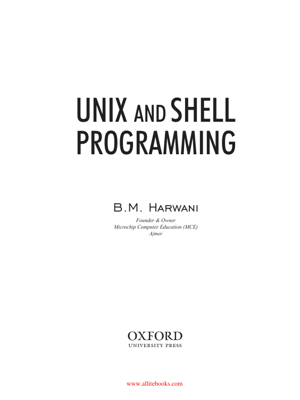 UNIX AND SHELL
PROGRAMMING
B.M. HARWANI
Founder & Owner
Microchip Computer Education (MCE)
Ajmer
OXFORD
UNIVERSITY PRESS
www.allitebooks.com